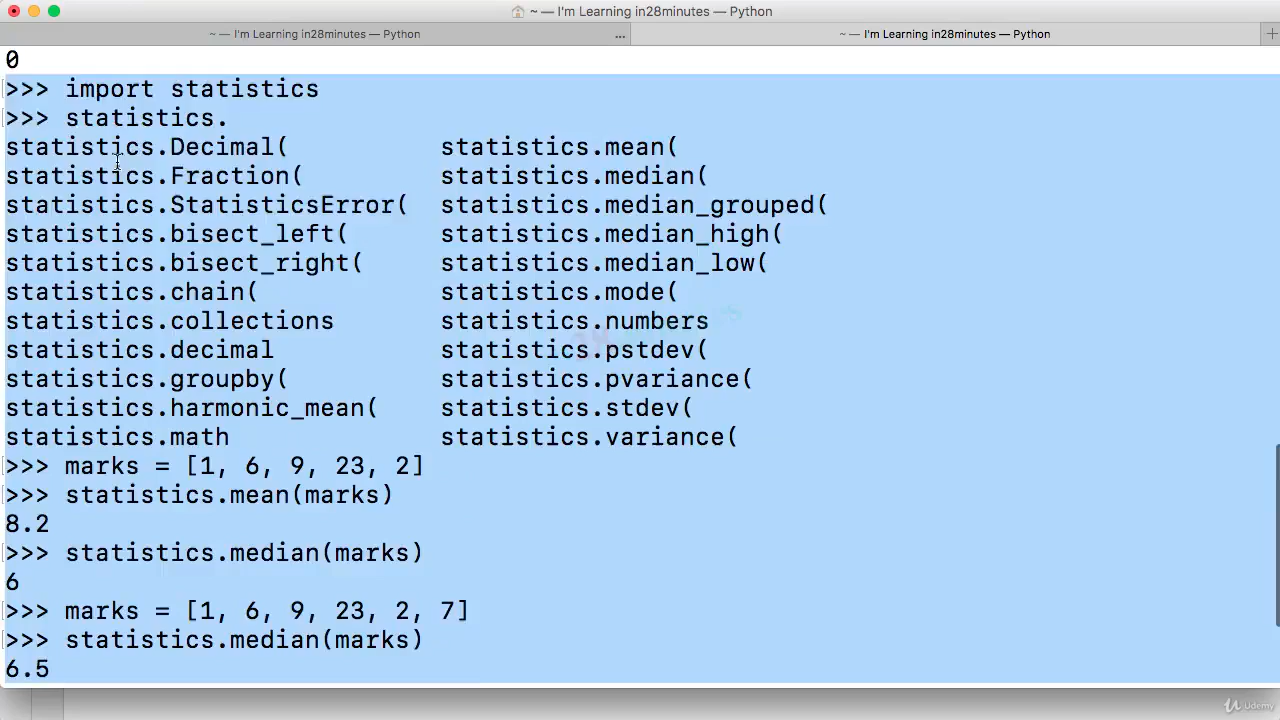 ~ — I'm Learning in28minutes — Python
~ — I'm Learning in28minutes — Python ... ~ — I'm Learning in28minutes — Python +
0
>>> import statistics
>>> statistics.
statistics.Decimal( statistics.mean(
statistics.Fraction( statistics.median(
statistics.StatisticsError( statistics.median_grouped(
statistics.bisect_left( statistics.median_high(
statistics.bisect_right( statistics.median_low(
statistics.chain( statistics.mode(
statistics.collections statistics.numbers
statistics.decimal statistics.pstdev(
statistics.groupby( statistics.pvariance(
statistics.harmonic_mean( statistics.stdev(
statistics.math statistics.variance(
>>> marks = [1, 6, 9, 23, 2]
>>> statistics.mean(marks)
8.2
>>> statistics.median(marks)
6
>>> marks = [1, 6, 9, 23, 2, 7]
>>> statistics.median(marks)
6.5
Udemy